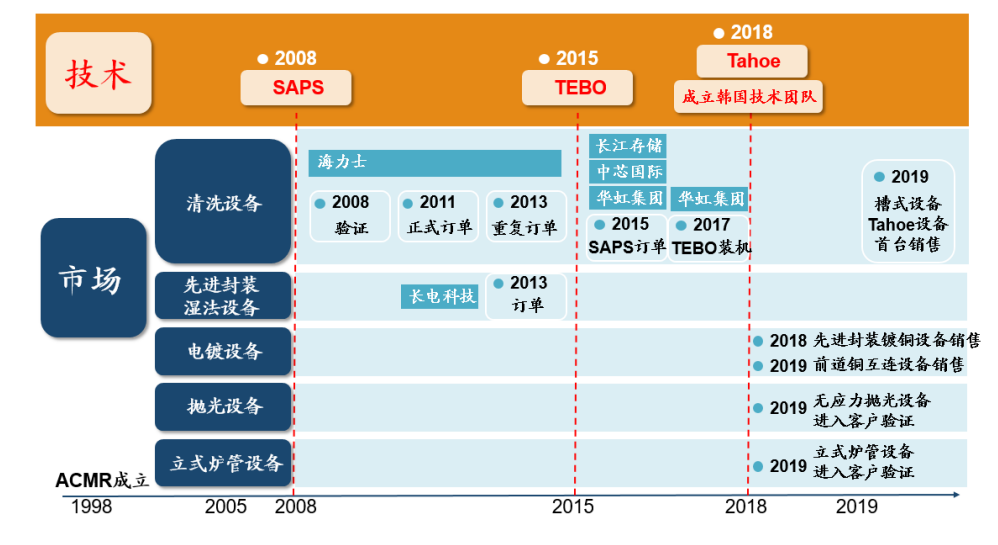 技术
2008
SAPS
2015
TEBO
2018
Tahoe
成立韩国技术团队
市场
清洗设备
海力士
2008
验证
2011
正式订单
2013
重复订单
长江存储
中芯国际
华虹集团
2015
SAPS订单
华虹集团
2017
TEBO装机
2019
槽式设备
Tahoe设备
首台销售
先进封装
湿法设备
长电科技
2013
订单
电镀设备
2018 先进封装镀铜设备销售
2019 前道铜互连设备销售
抛光设备
2019 无应力抛光设备
进入客户验证
立式炉管设备
2019 立式炉管设备
进入客户验证
ACMR成立
1998
2005
2008
2015
2018
2019